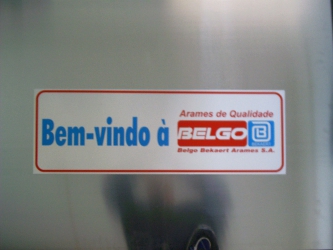 Arames de Qualidade
Bem-vindo à BELGO B
Belgo Bekaert Arames S.A.